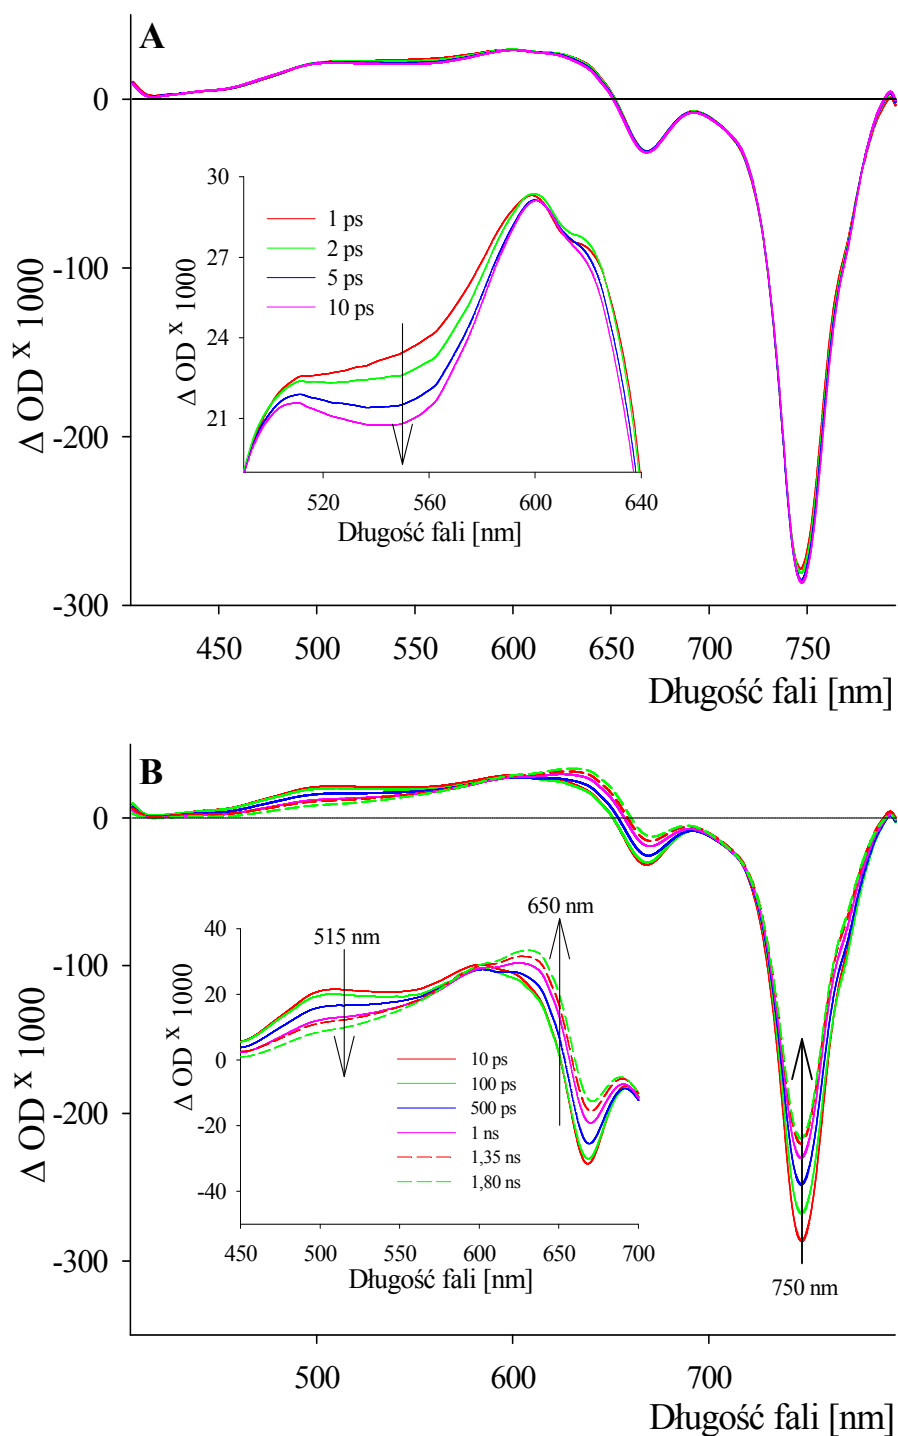 A
0
-100
-200
-300
Δ OD x 1000
450 500 550 600 650 700 750
Długość fali [nm]
30
27
24
21
Δ OD x 1000
1 ps
2 ps
5 ps
10 ps
520 560 600 640
Długość fali [nm]
B
0
-100
-200
-300
Δ OD x 1000
500 600 700
Długość fali [nm]
750 nm
40
20
0
-20
-40
Δ OD x 1000
515 nm
650 nm
10 ps
100 ps
500 ps
1 ns
1,35 ns
1,80 ns
450 500 550 600 650 700
Długość fali [nm]